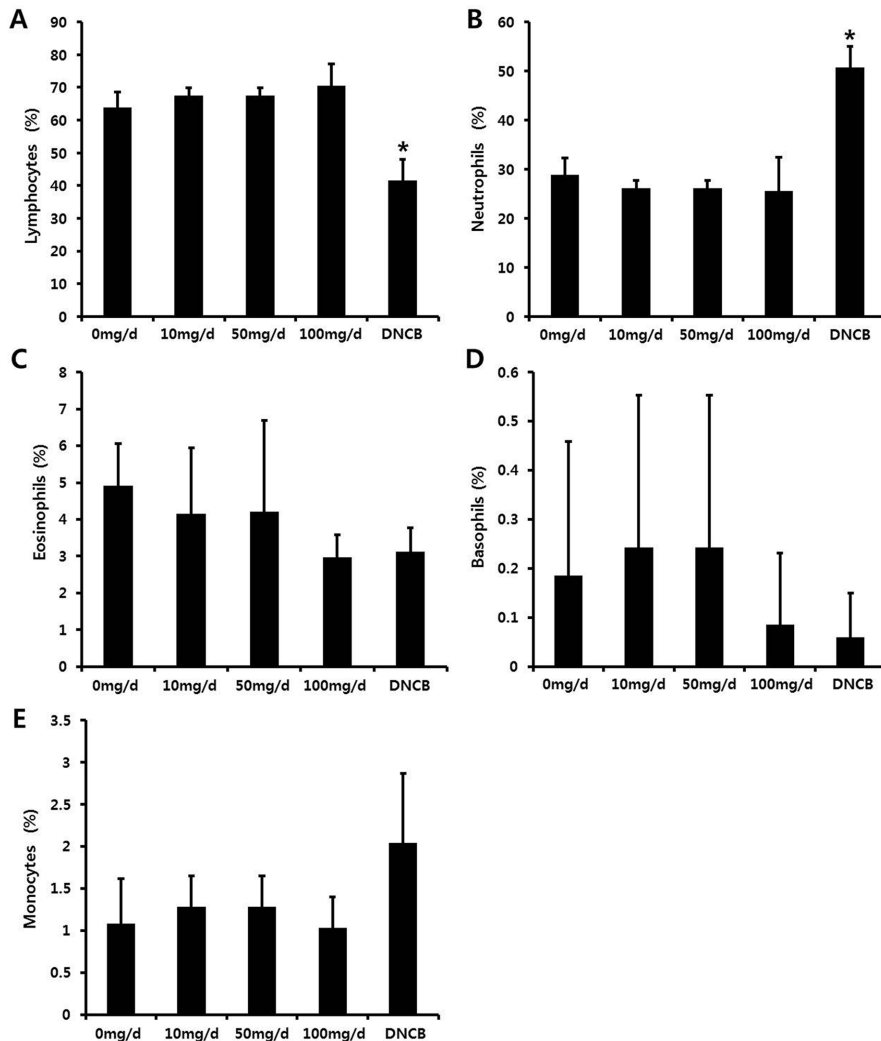 A
Lymphocytes (%)
90
80
70
60
50
40
30
20
10
0
*
0mg/d 10mg/d 50mg/d 100mg/d DNCB
B
Neutrophils (%)
60
50
40
30
20
10
0
*
0mg/d 10mg/d 50mg/d 100mg/d DNCB
C
Eosinophils (%)
8
7
6
5
4
3
2
1
0
0mg/d 10mg/d 50mg/d 100mg/d DNCB
D
Basophils (%)
0.6
0.5
0.4
0.3
0.2
0.1
0
0mg/d 10mg/d 50mg/d 100mg/d DNCB
E
Monocytes (%)
3.5
3
2.5
2
1.5
1
0.5
0
0mg/d 10mg/d 50mg/d 100mg/d DNCB